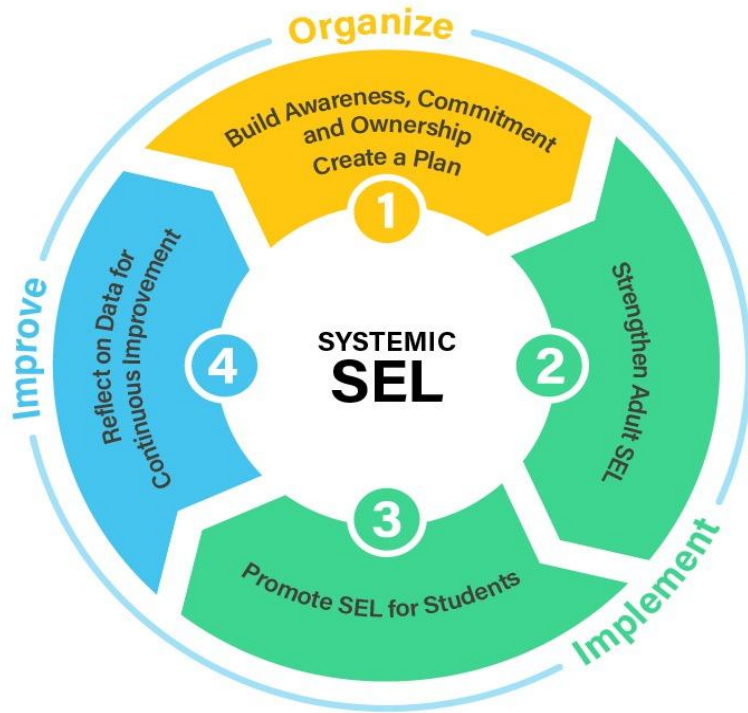 Organize
Build Awareness, Commitment
and Ownership
Create a Plan
1
Strengthen Adult SEL
2
Implement
Promote SEL for Students
3
Improve
Reflect on Data for
Continuous Improvement
4
SYSTEMIC
SEL